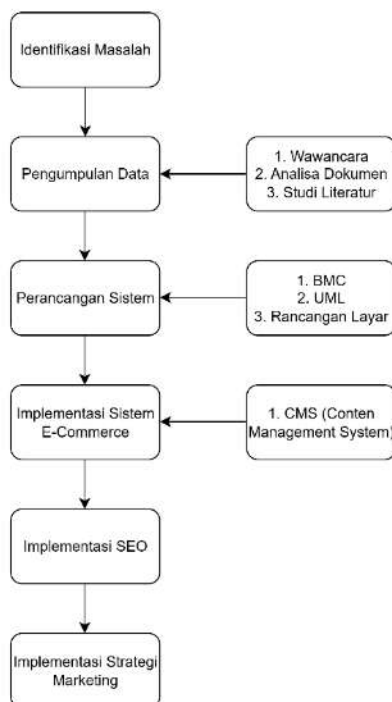 Identifikasi Masalah
Pengumpulan Data
1. Wawancara
2. Analisa Dokumen
3. Studi Literatur
Perancangan Sistem
1. BMC
2. UML
3. Rancangan Layar
Implementasi Sistem
E-Commerce
1. CMS (Conten
Management System)
Implementasi SEO
Implementasi Strategi
Marketing